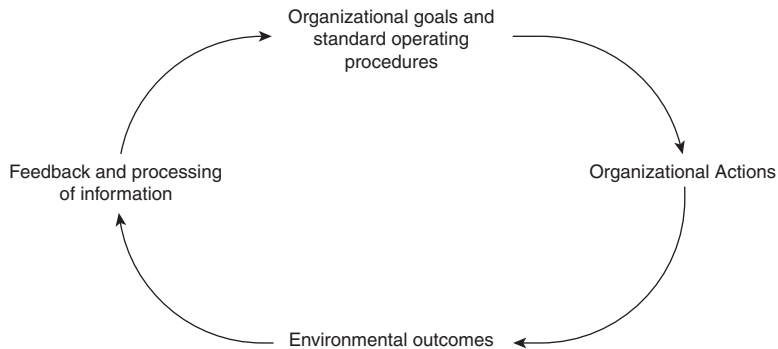 Organizational goals and
standard operating
procedures
Feedback and processing
of information
Organizational Actions
Environmental outcomes